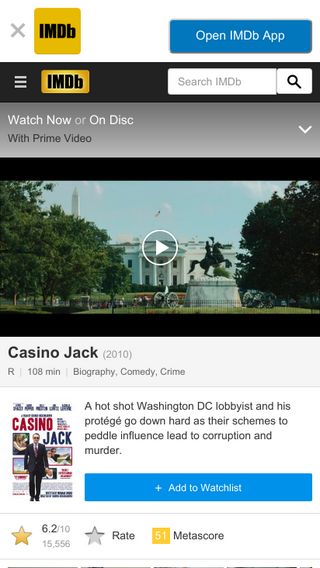 IMDb
Open IMDb App
IMDb
Search IMDb
Watch Now or On Disc
With Prime Video
Casino Jack (2010)
R | 108 min | Biography, Comedy, Crime
A hot shot Washington DC lobbyist and his
protégé go down hard as their schemes to
peddle influence lead to corruption and
murder.
CASINO
JACK
+ Add to Watchlist
6.2/10
15,556
Rate
51 Metascore